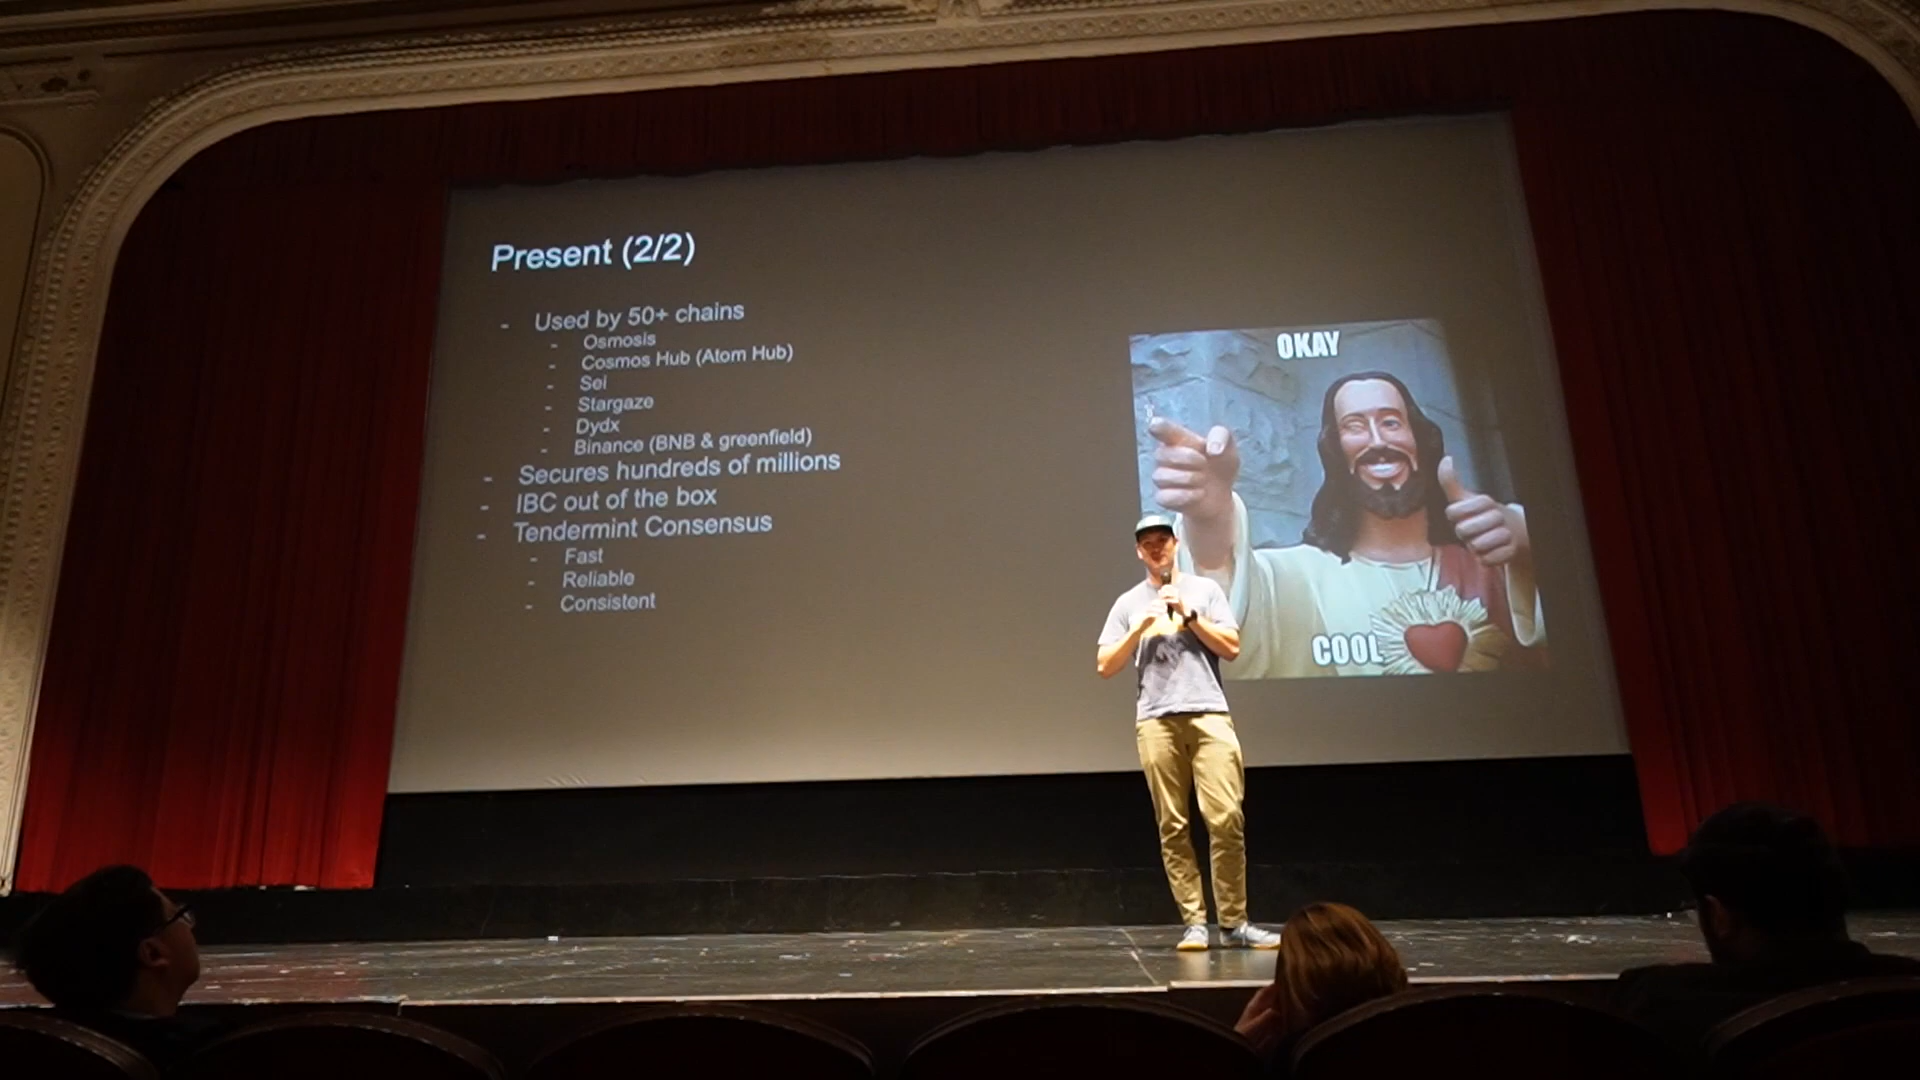 Present (2/2)
- Used by 50+ chains
- Osmosis
- Cosmos Hub (Atom Hub)
- Sei
- Stargaze
- Dydx
- Binance (BNB & greenfield)
- Secures hundreds of millions
- IBC out of the box
- Tendermint Consensus
- Fast
- Reliable
- Consistent
OKAY
COOL